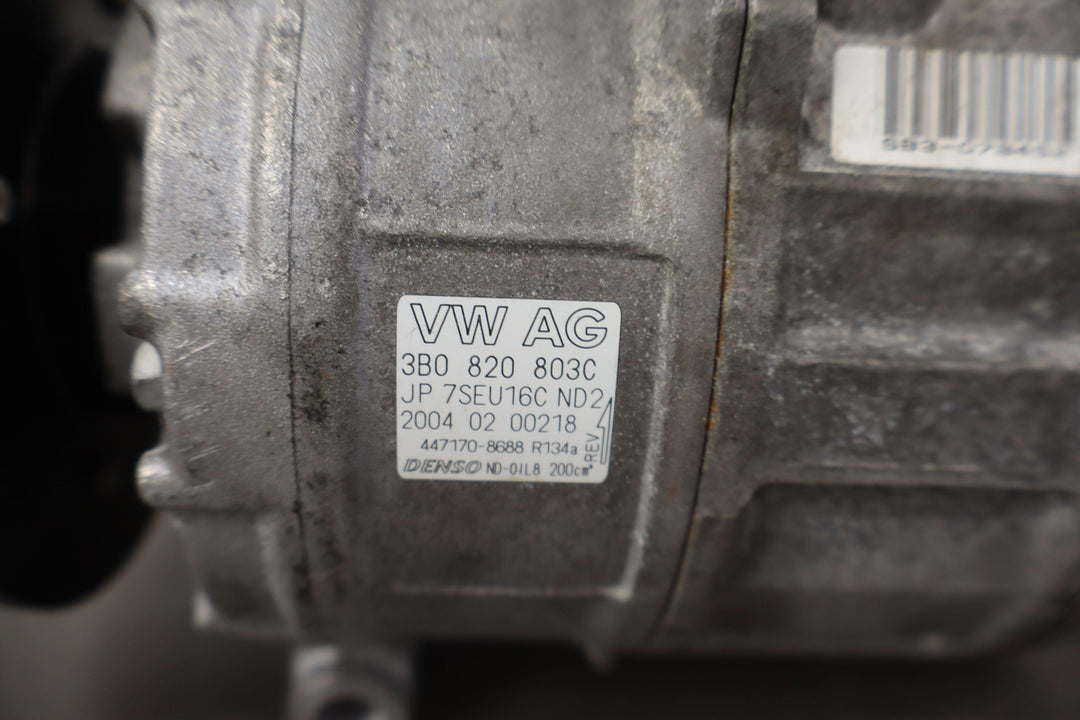 VW AG
3B0 820 803C
JP 7SEU16C ND2
2004 02 00218
447170-8688 R134a
REV
DENSO ND-OIL8 200cm³